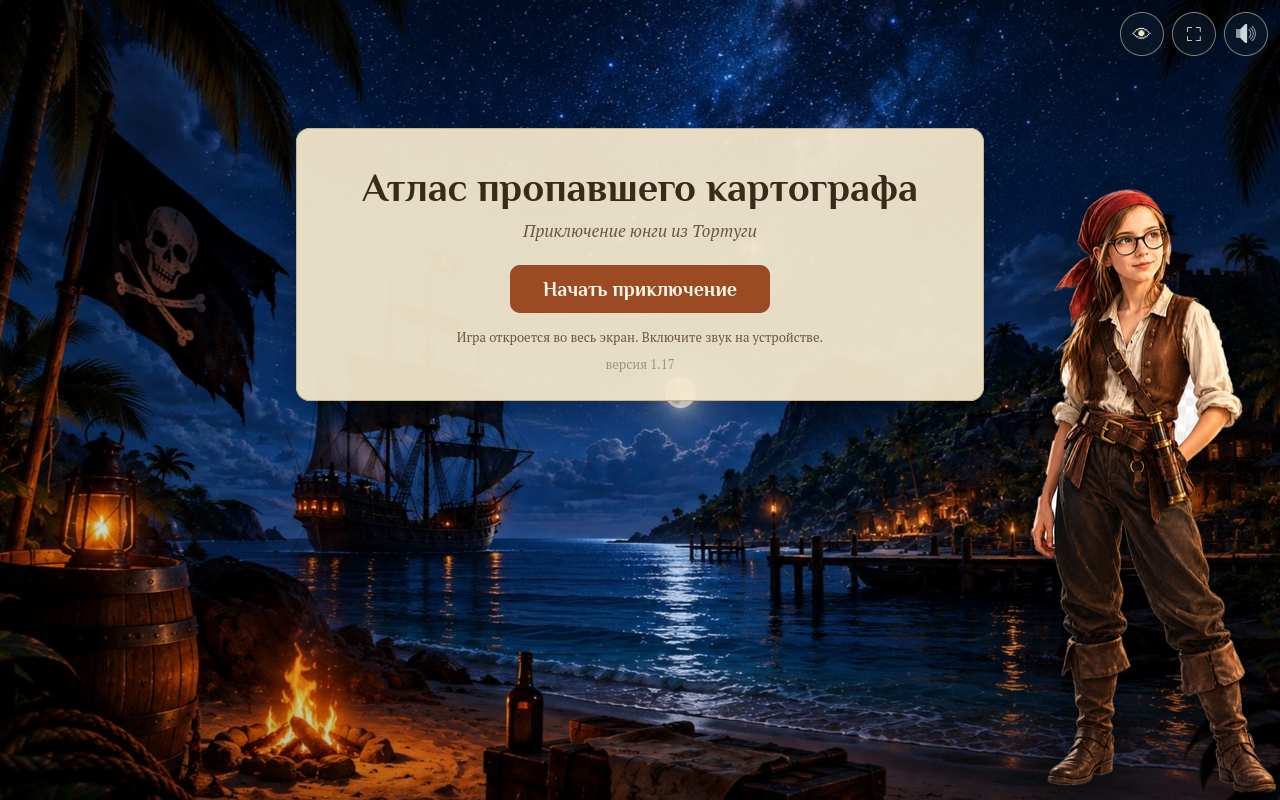 Атлас пропавшего картографа
Приключение юнги из Тортуги
Начать приключение
Игра откроется во весь экран. Включите звук на устройстве.
версия 1.17